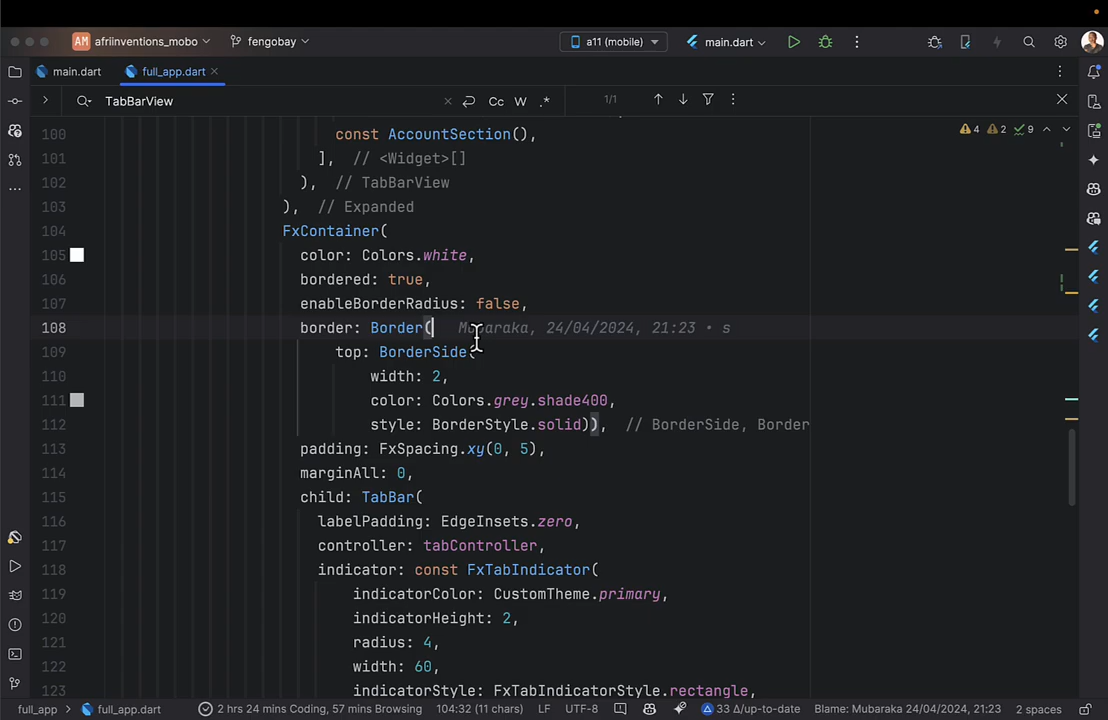 AM afriinventions_mobo fengobay a11 (mobile) main.dart
main.dart full_app.dart
TabBarView Cc W .* 1/1
100 const AccountSection(),
4 2 9
101 ], // <Widget>[]
102 ), // TabBarView
103 ), // Expanded
104 FxContainer(
105 color: Colors.white,
106 bordered: true,
107 enableBorderRadius: false,
108 border: Border( Mubaraka, 24/04/2024, 21:23 • s
109 top: BorderSide(
110 width: 2,
111 color: Colors.grey.shade400,
112 style: BorderStyle.solid)), // BorderSide, Border
113 padding: FxSpacing.xy(0, 5),
114 marginAll: 0,
115 child: TabBar(
116 labelPadding: EdgeInsets.zero,
117 controller: tabController,
118 indicator: const FxTabIndicator(
119 indicatorColor: CustomTheme.primary,
120 indicatorHeight: 2,
121 radius: 4,
122 width: 60,
123 indicatorStyle: FxTabIndicatorStyle.rectangle,
full_app > full_app.dart 2 hrs 24 mins Coding, 57 mins Browsing 104:32 (11 chars) LF UTF-8 33 Δ/up-to-date Blame: Mubaraka 24/04/2024, 21:23 2 spaces